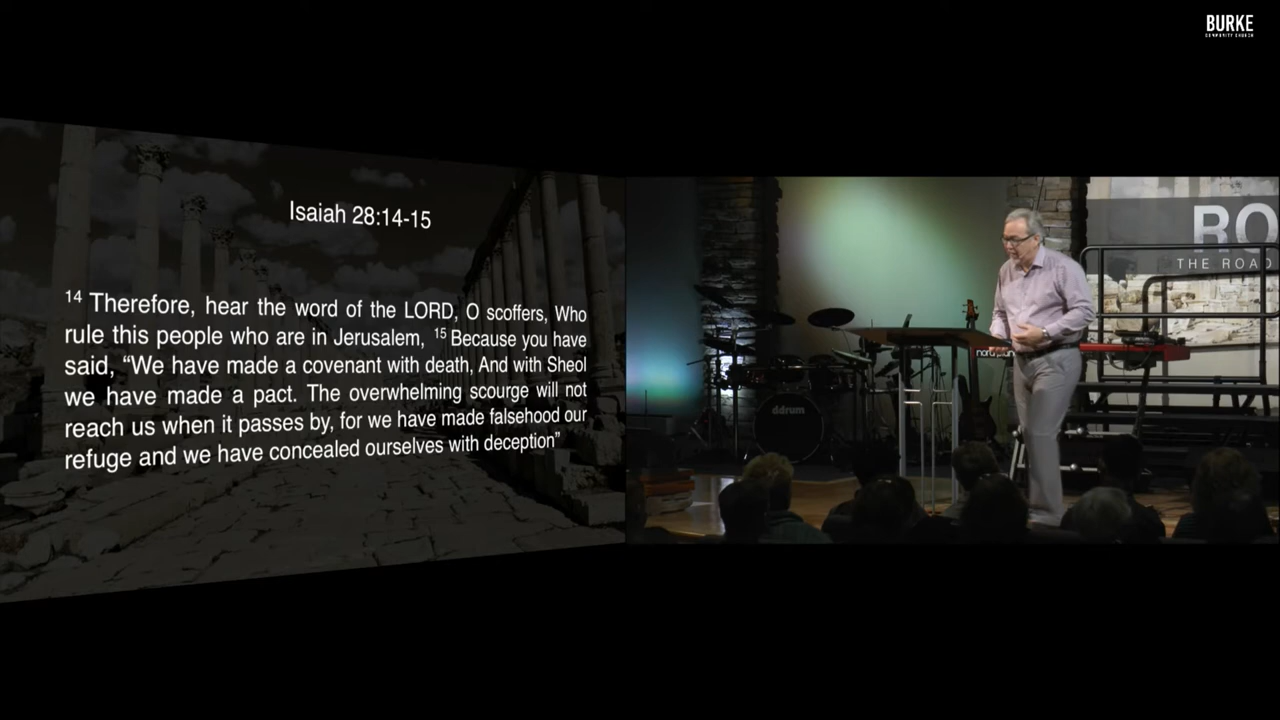 BURKE
COMMUNITY CHURCH
Isaiah 28:14-15
14 Therefore, hear the word of the LORD, O scoffers, Who
rule this people who are in Jerusalem, 15 Because you have
said, “We have made a covenant with death, And with Sheol
we have made a pact. The overwhelming scourge will not
reach us when it passes by, for we have made falsehood our
refuge and we have concealed ourselves with deception”
RO
THE ROAD
ddrum
nord